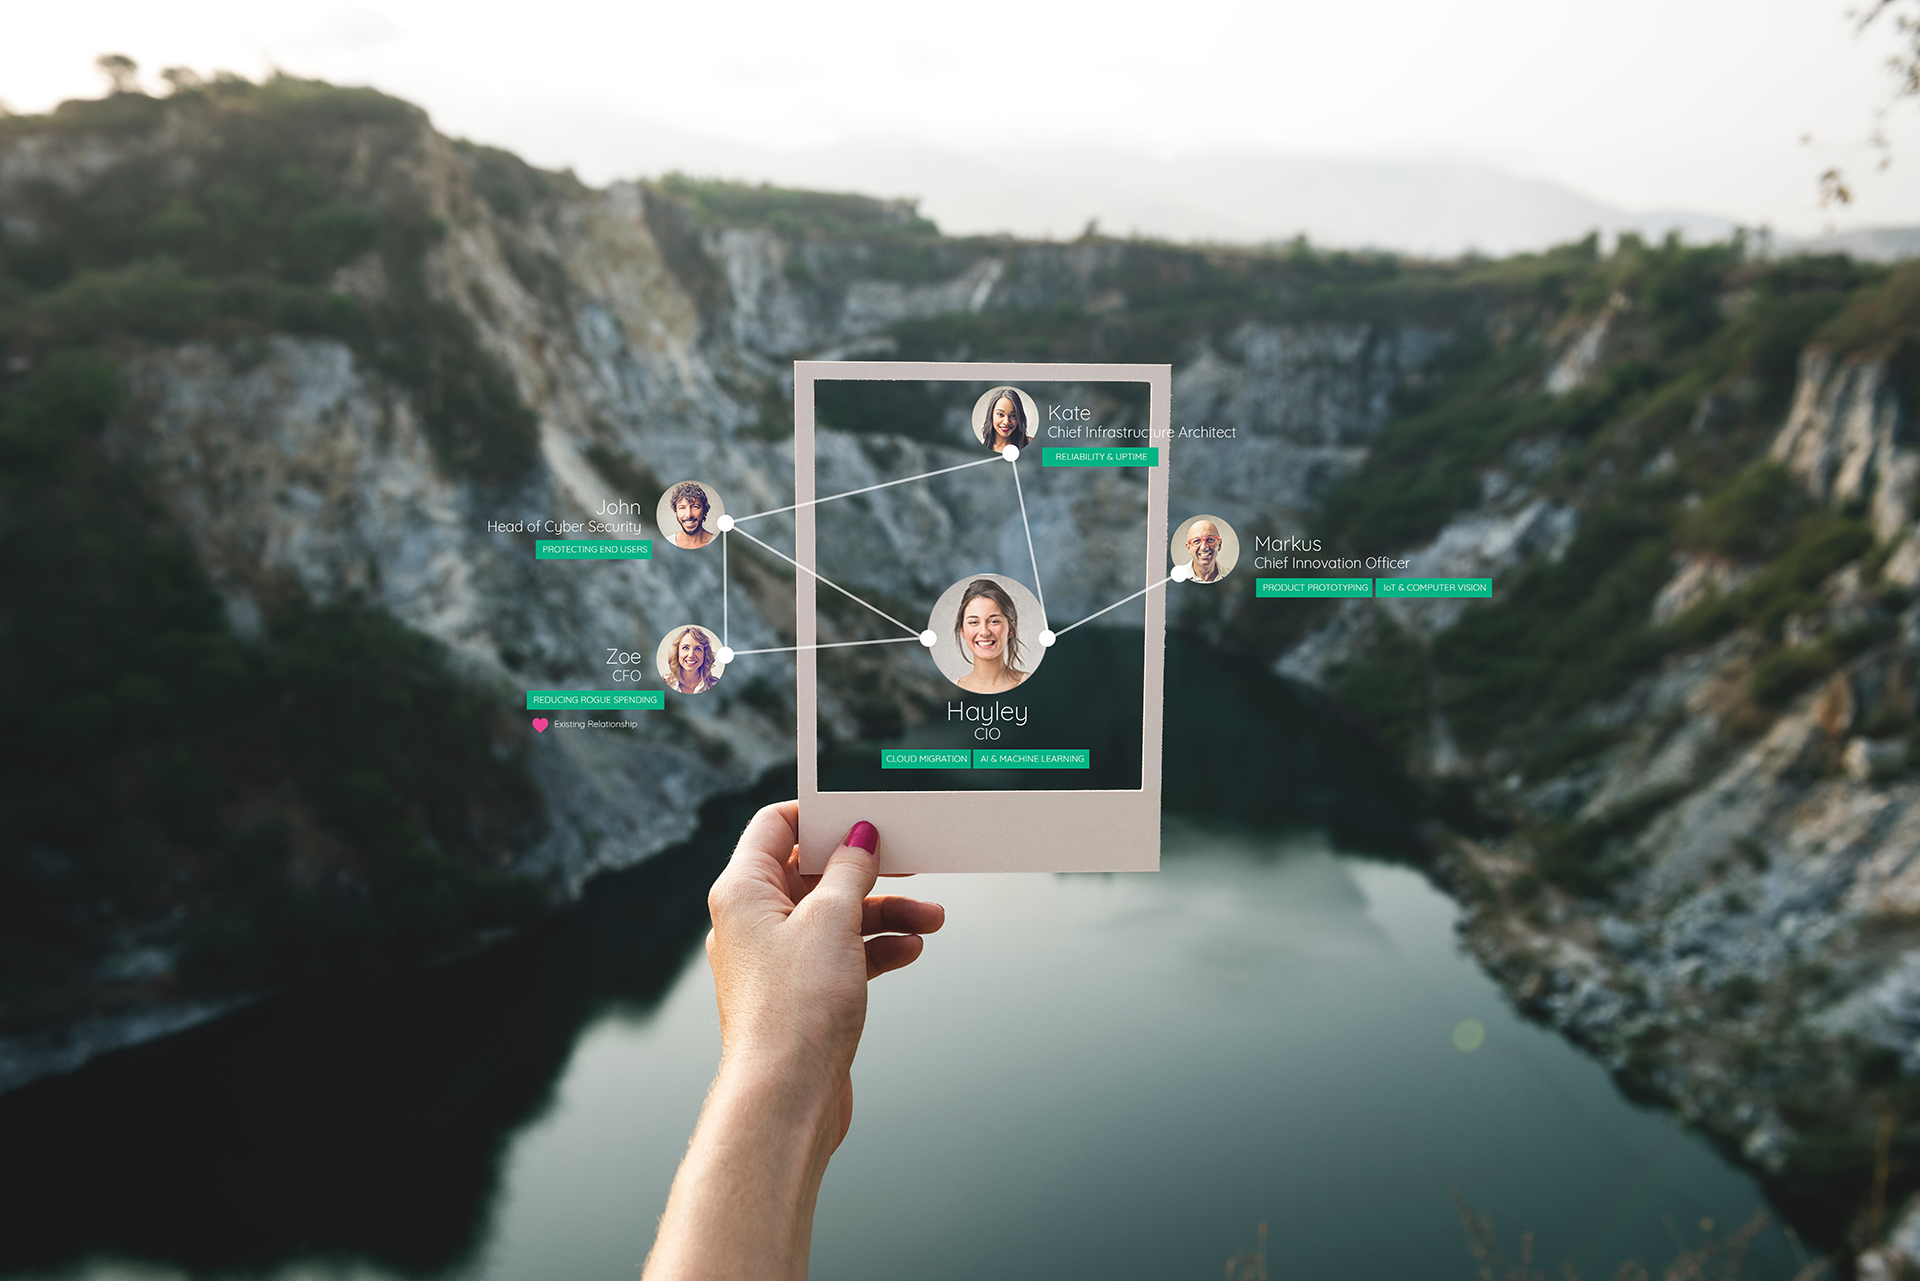 Kate
Chief Infrastructure Architect
RELIABILITY & UPTIME
John
Head of Cyber Security
PROTECTING END USERS
Markus
Chief Innovation Officer
PRODUCT PROTOTYPING
IoT & COMPUTER VISION
Zoe
CFO
REDUCING ROGUE SPENDING
Existing Relationship
Hayley
CIO
CLOUD MIGRATION
AI & MACHINE LEARNING